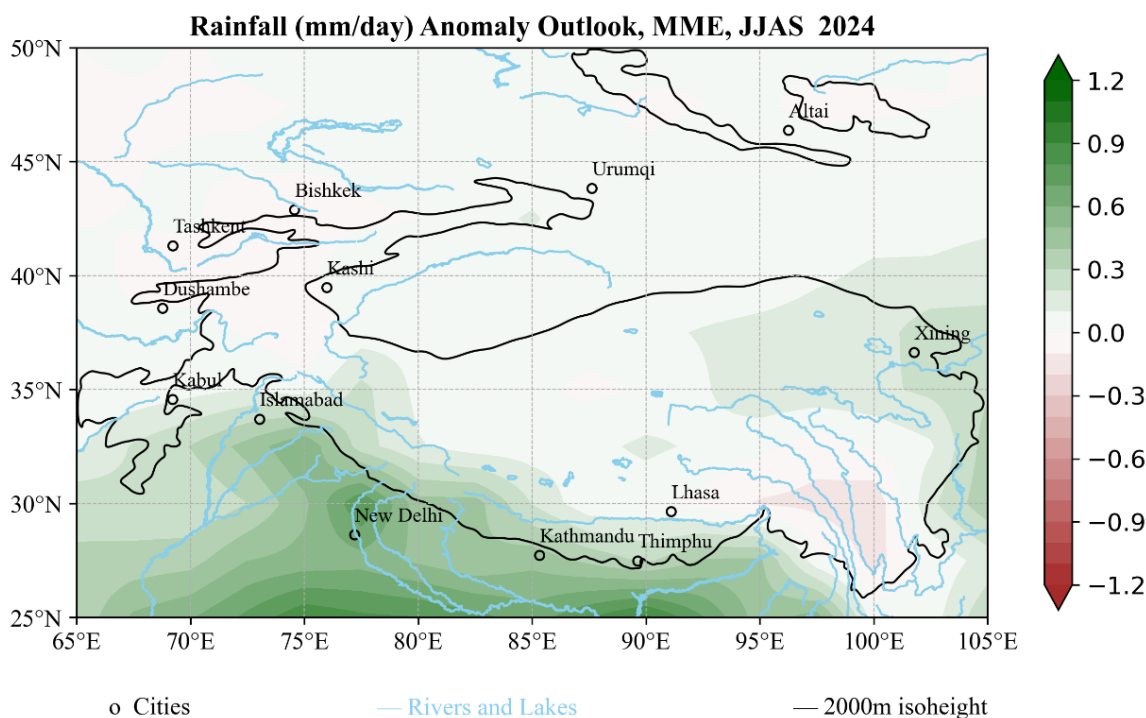 Rainfall (mm/day) Anomaly Outlook, MME, JJAS 2024
50°N
45°N
40°N
35°N
30°N
25°N
Altai
Urumqi
Bishkek
Tashkent
Kashi
Dushambe
Xining
Kabul
Islamabad
Lhasa
New Delhi
Kathmandu
Thimphu
65°E 70°E 75°E 80°E 85°E 90°E 95°E 100°E 105°E
1.2
0.9
0.6
0.3
0.0
−0.3
−0.6
−0.9
−1.2
o Cities — Rivers and Lakes — 2000m isoheight